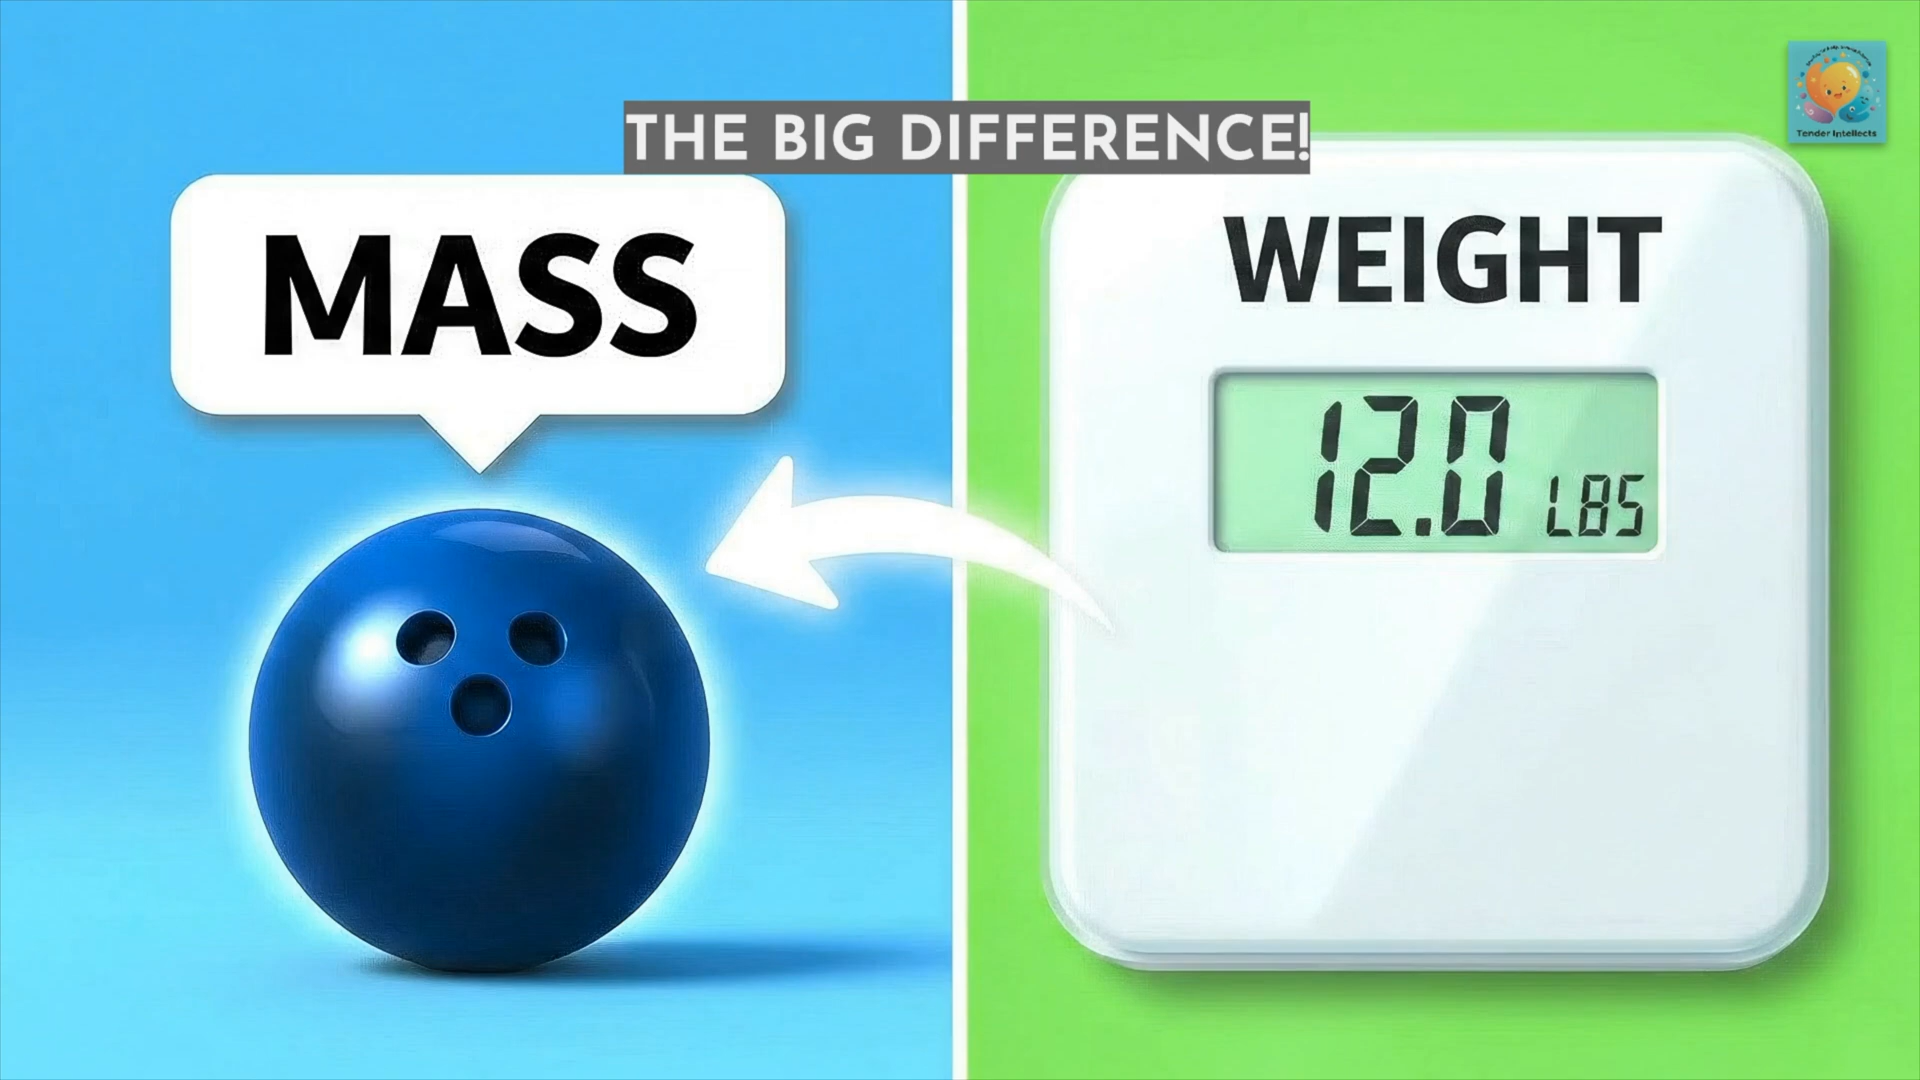 THE BIG DIFFERENCE!
MASS
WEIGHT
12.0 LBS
Tender Intellects